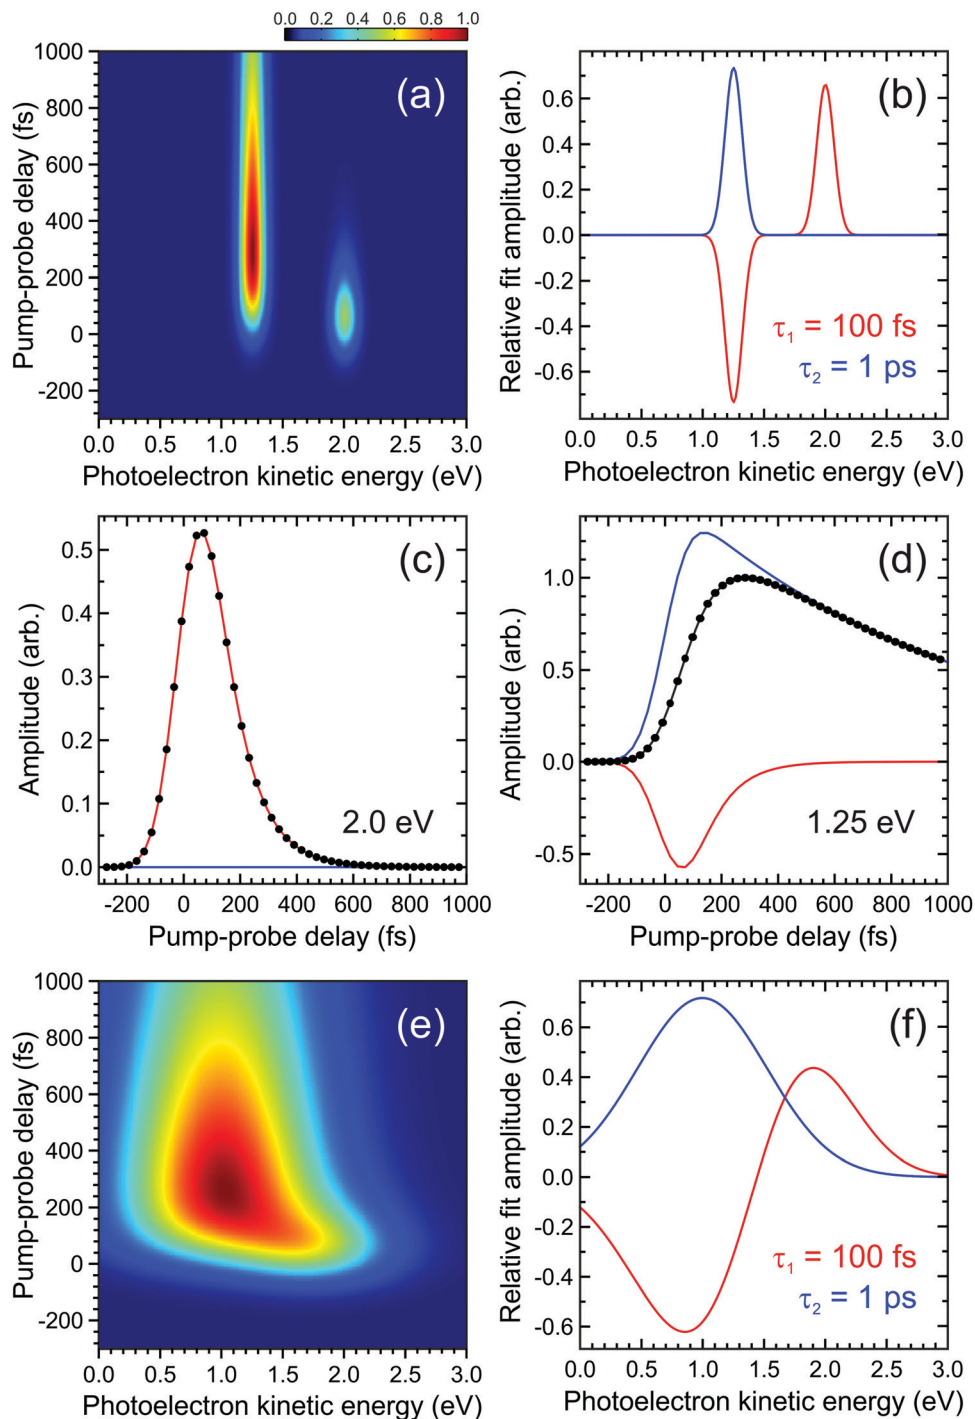 0.0 0.2 0.4 0.6 0.8 1.0
(a)
1000
800
600
400
200
0
-200
Pump-probe delay (fs)
0.0 0.5 1.0 1.5 2.0 2.5 3.0
Photoelectron kinetic energy (eV)
(b)
0.6
0.4
0.2
0.0
-0.2
-0.4
-0.6
Relative fit amplitude (arb.)
τ₁ = 100 fs
τ₂ = 1 ps
0.0 0.5 1.0 1.5 2.0 2.5 3.0
Photoelectron kinetic energy (eV)
(c)
0.5
0.4
0.3
0.2
0.1
0.0
Amplitude (arb.)
2.0 eV
-200 0 200 400 600 800 1000
Pump-probe delay (fs)
(d)
1.0
0.5
0.0
-0.5
Amplitude (arb.)
1.25 eV
-200 0 200 400 600 800 1000
Pump-probe delay (fs)
(e)
1000
800
600
400
200
0
-200
Pump-probe delay (fs)
0.0 0.5 1.0 1.5 2.0 2.5 3.0
Photoelectron kinetic energy (eV)
(f)
0.6
0.4
0.2
0.0
-0.2
-0.4
-0.6
Relative fit amplitude (arb.)
τ₁ = 100 fs
τ₂ = 1 ps
0.0 0.5 1.0 1.5 2.0 2.5 3.0
Photoelectron kinetic energy (eV)